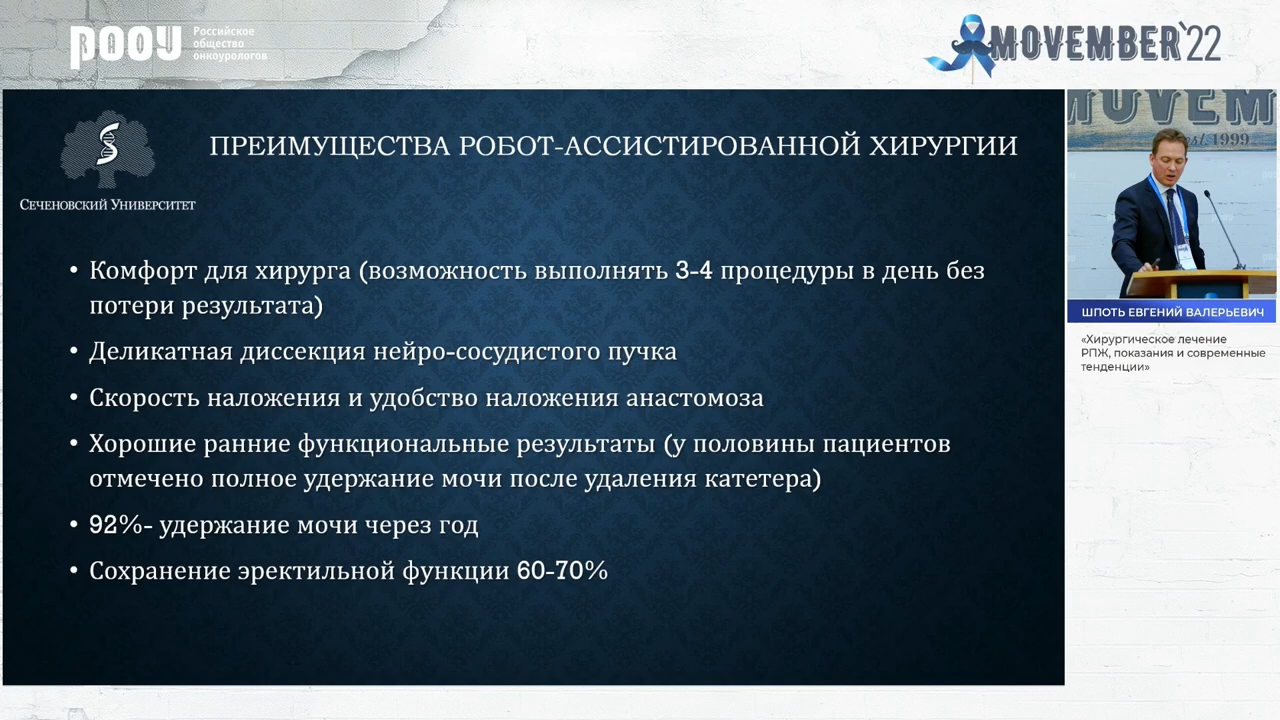 РООУ
Российское
общество
онкоурологов
MOVEMBER'22
Сеченовский Университет
ПРЕИМУЩЕСТВА РОБОТ-АССИСТИРОВАННОЙ ХИРУРГИИ
• Комфорт для хирурга (возможность выполнять 3-4 процедуры в день без
потери результата)
• Деликатная диссекция нейро-сосудистого пучка
• Скорость наложения и удобство наложения анастомоза
• Хорошие ранние функциональные результаты (у половины пациентов
отмечено полное удержание мочи после удаления катетера)
• 92%- удержание мочи через год
• Сохранение эректильной функции 60-70%
MOVEM
est. 1999
ШПОТЬ ЕВГЕНИЙ ВАЛЕРЬЕВИЧ
«Хирургическое лечение
РПЖ, показания и современные
тенденции»